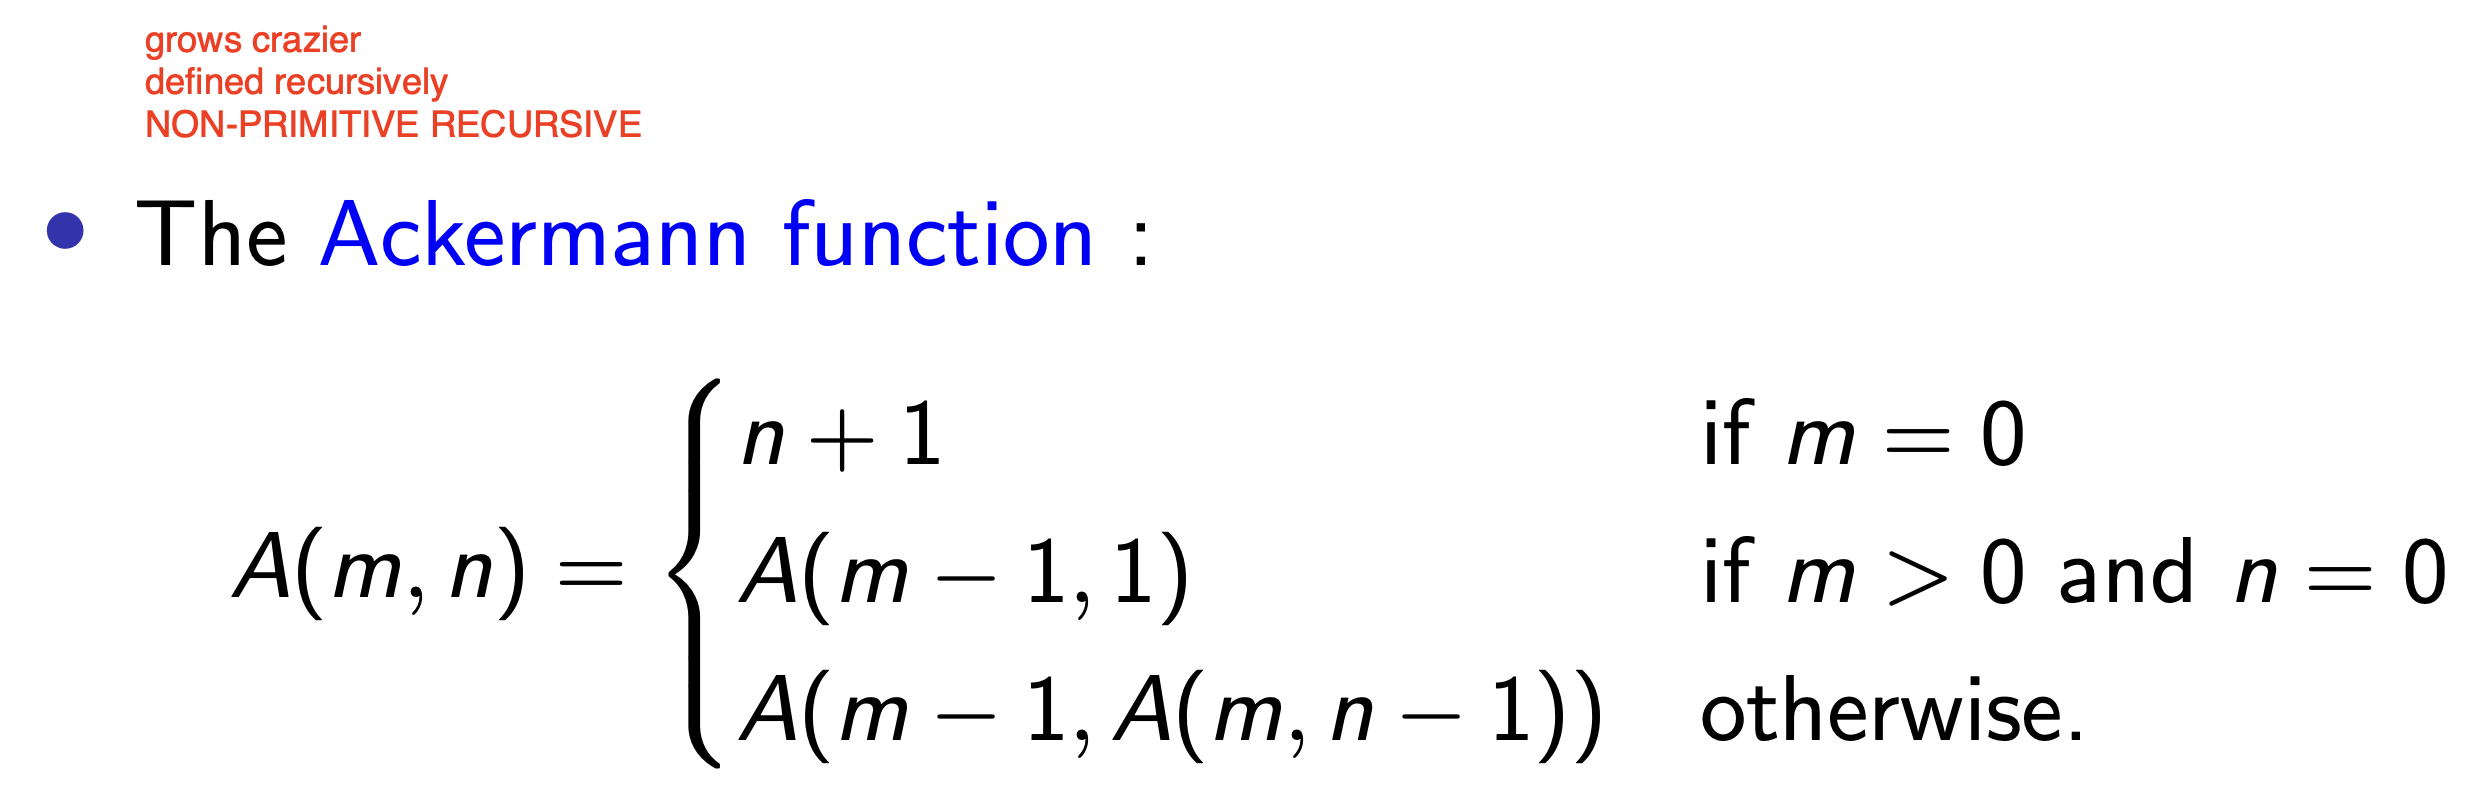 grows crazier
defined recursively
NON-PRIMITIVE RECURSIVE
• The Ackermann function :
n + 1 if m = 0
A(m, n) = { A(m − 1, 1) if m > 0 and n = 0
A(m − 1, A(m, n − 1)) otherwise.